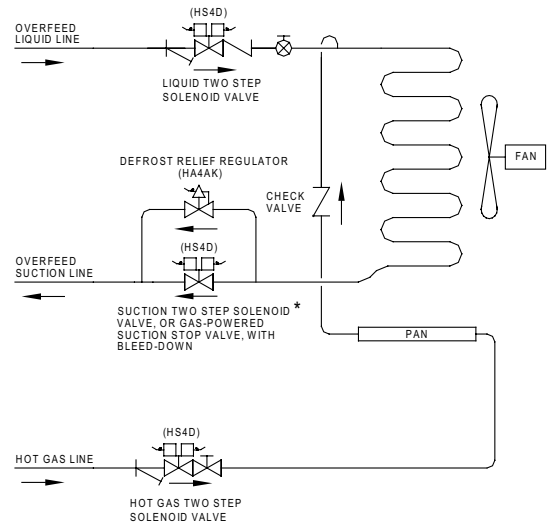 (HS4D)
OVERFEED
LIQUID LINE
LIQUID TWO STEP
SOLENOID VALVE
FAN
DEFROST RELIEF REGULATOR
(HA4AK)
CHECK
VALVE
(HS4D)
OVERFEED
SUCTION LINE
SUCTION TWO STEP SOLENOID *
VALVE, OR GAS-POWERED
SUCTION STOP VALVE, WITH
BLEED-DOWN
PAN
(HS4D)
HOT GAS LINE
HOT GAS TWO STEP
SOLENOID VALVE